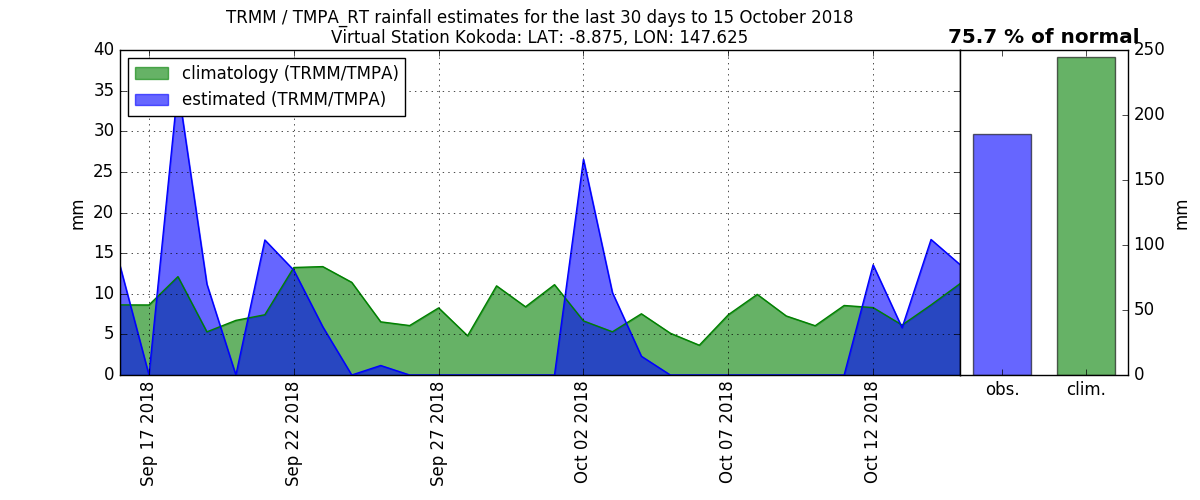 TRMM / TMPA_RT rainfall estimates for the last 30 days to 15 October 2018
Virtual Station Kokoda: LAT: -8.875, LON: 147.625
75.7 % of normal
climatology (TRMM/TMPA)
estimated (TRMM/TMPA)
40
35
30
25
20
15
10
5
0
mm
250
200
150
100
50
0
mm
obs. clim.
Sep 17 2018
Sep 22 2018
Sep 27 2018
Oct 02 2018
Oct 07 2018
Oct 12 2018